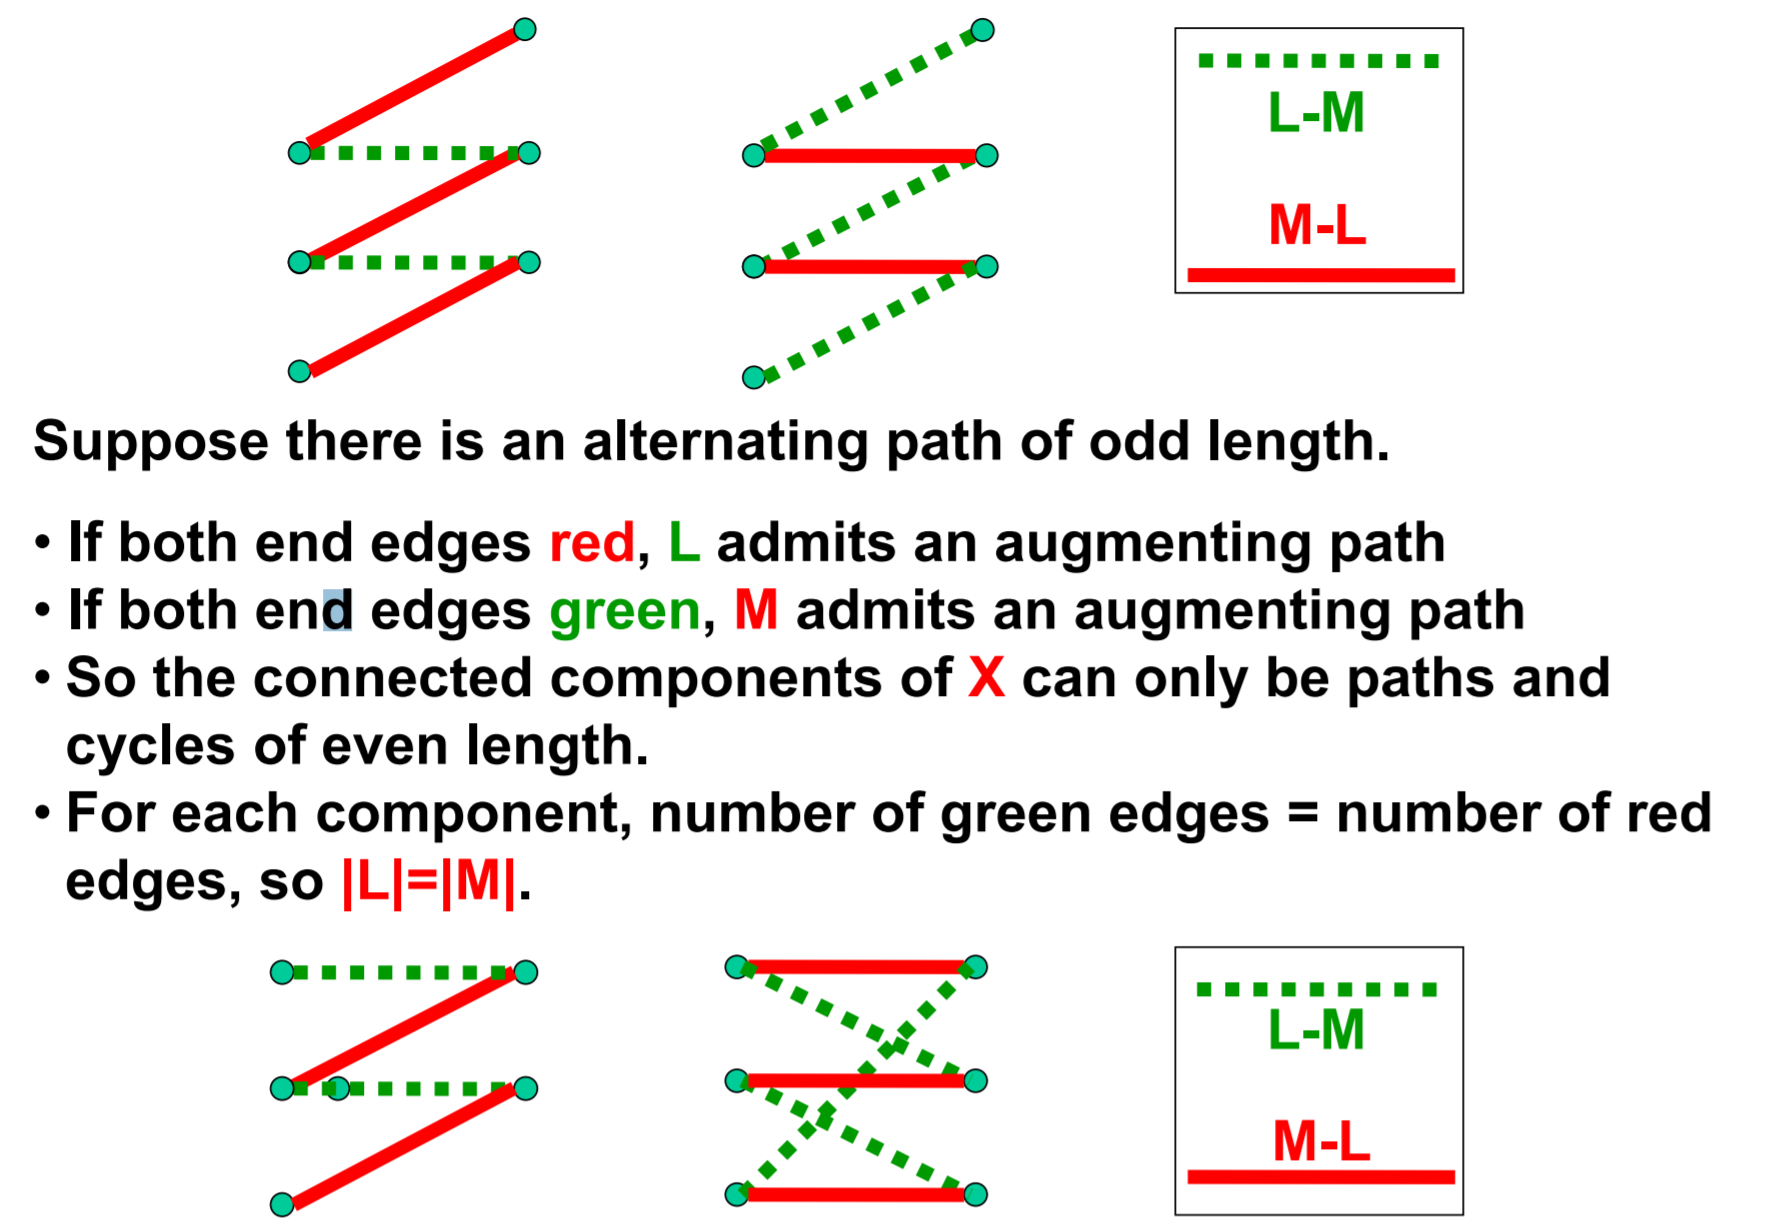 L-M
M-L
Suppose there is an alternating path of odd length.
• If both end edges red, L admits an augmenting path
• If both end edges green, M admits an augmenting path
• So the connected components of X can only be paths and
cycles of even length.
• For each component, number of green edges = number of red
edges, so |L|=|M|.
L-M
M-L